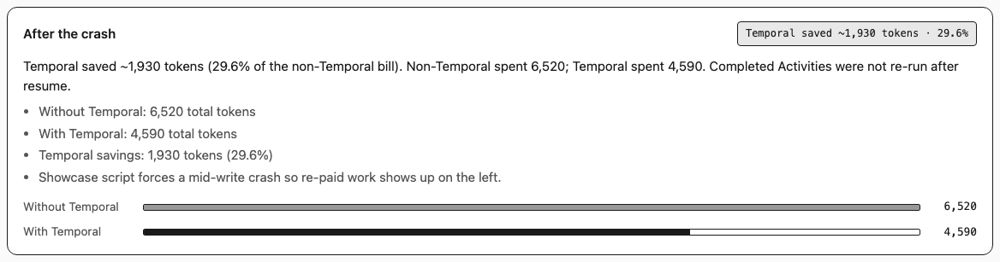 After the crash
Temporal saved ~1,930 tokens · 29.6%
Temporal saved ~1,930 tokens (29.6% of the non-Temporal bill). Non-Temporal spent 6,520; Temporal spent 4,590. Completed Activities were not re-run after
resume.
• Without Temporal: 6,520 total tokens
• With Temporal: 4,590 total tokens
• Temporal savings: 1,930 tokens (29.6%)
• Showcase script forces a mid-write crash so re-paid work shows up on the left.
Without Temporal 6,520
With Temporal 4,590